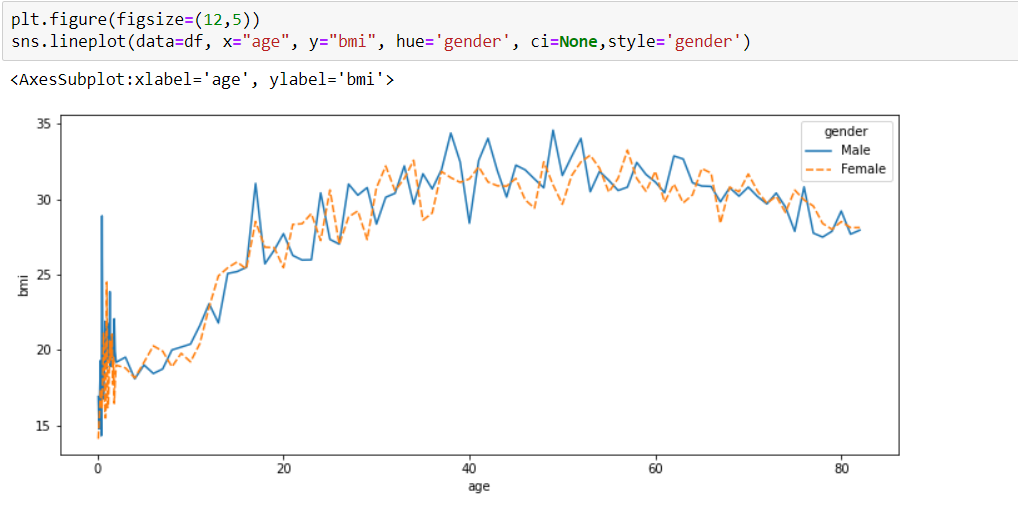 plt.figure(figsize=(12,5))
sns.lineplot(data=df, x="age", y="bmi", hue='gender', ci=None,style='gender')
<AxesSubplot:xlabel='age', ylabel='bmi'>
35
30
25
20
15
bmi
0 20 40 60 80
age
gender
Male
Female